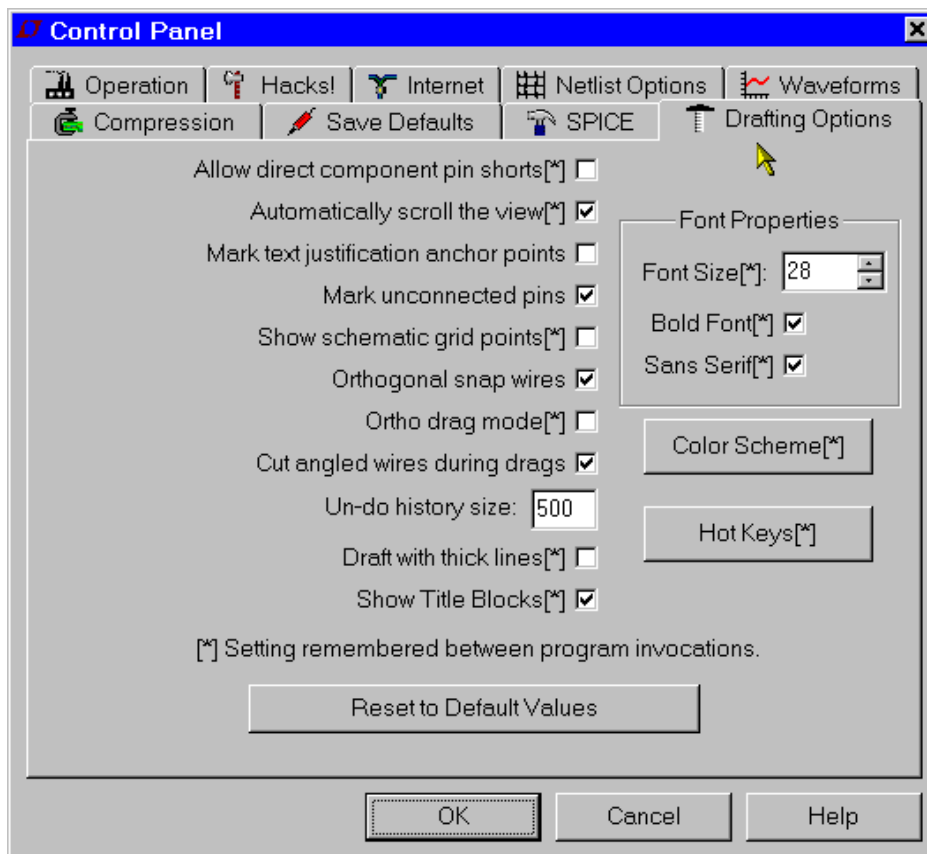 Control Panel
Operation Hacks! Internet Netlist Options Waveforms
Compression Save Defaults SPICE Drafting Options
Allow direct component pin shorts[*]
Automatically scroll the view[*]
Mark text justification anchor points
Mark unconnected pins
Show schematic grid points[*]
Orthogonal snap wires
Ortho drag mode[*]
Cut angled wires during drags
Un-do history size: 500
Draft with thick lines[*]
Show Title Blocks[*]
Font Properties
Font Size[*]: 28
Bold Font[*]
Sans Serif[*]
Color Scheme[*]
Hot Keys[*]
[*] Setting remembered between program invocations.
Reset to Default Values
OK Cancel Help